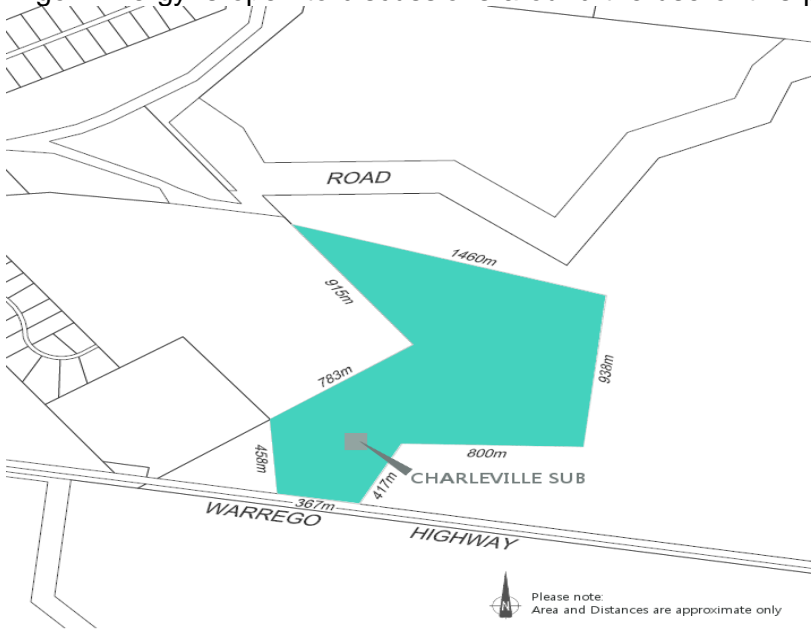 ROAD
1460m
915m
938m
783m
800m
458m
417m
CHARLEVILLE SUB
367m
WARREGO HIGHWAY
N
Please note:
Area and Distances are approximate only